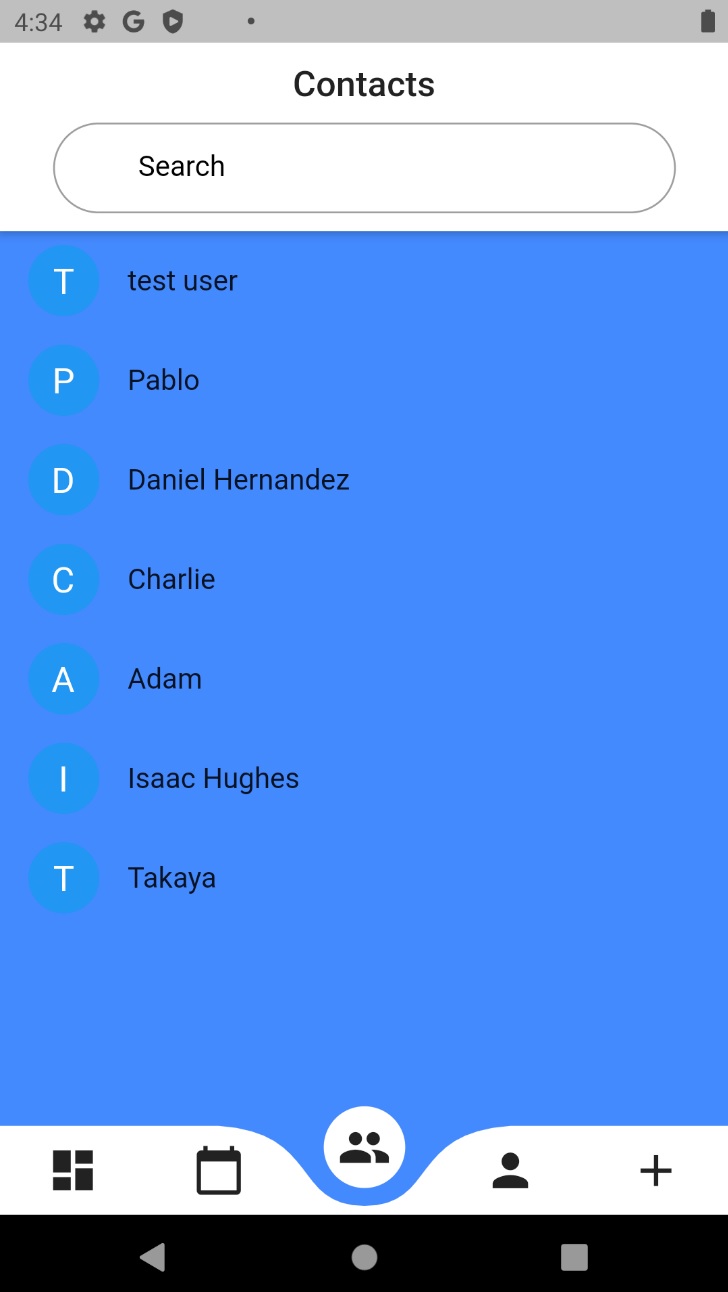 4:34
Contacts
Search
T test user
P Pablo
D Daniel Hernandez
C Charlie
A Adam
I Isaac Hughes
T Takaya